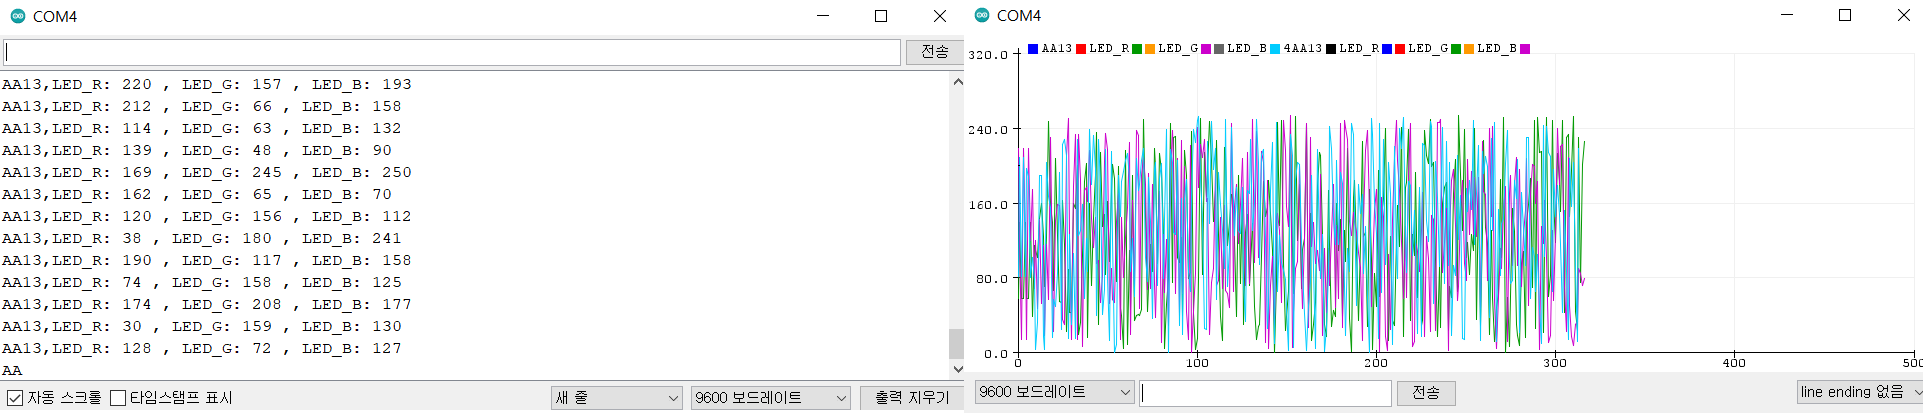 COM4
전송
AA13,LED_R: 220 , LED_G: 157 , LED_B: 193
AA13,LED_R: 212 , LED_G: 66 , LED_B: 158
AA13,LED_R: 114 , LED_G: 63 , LED_B: 132
AA13,LED_R: 139 , LED_G: 48 , LED_B: 90
AA13,LED_R: 169 , LED_G: 245 , LED_B: 250
AA13,LED_R: 162 , LED_G: 65 , LED_B: 70
AA13,LED_R: 120 , LED_G: 156 , LED_B: 112
AA13,LED_R: 38 , LED_G: 180 , LED_B: 241
AA13,LED_R: 190 , LED_G: 117 , LED_B: 158
AA13,LED_R: 74 , LED_G: 158 , LED_B: 125
AA13,LED_R: 174 , LED_G: 208 , LED_B: 177
AA13,LED_R: 30 , LED_G: 159 , LED_B: 130
AA13,LED_R: 128 , LED_G: 72 , LED_B: 127
AA
자동 스크롤 타임스탬프 표시 새 줄 9600 보드레이트 출력 지우기
COM4
AA13 LED_R LED_G LED_B 4AA13 LED_R LED_G LED_B
320.0
240.0
160.0
80.0
0.0
0 100 200 300 400 500
9600 보드레이트 전송 line ending 없음